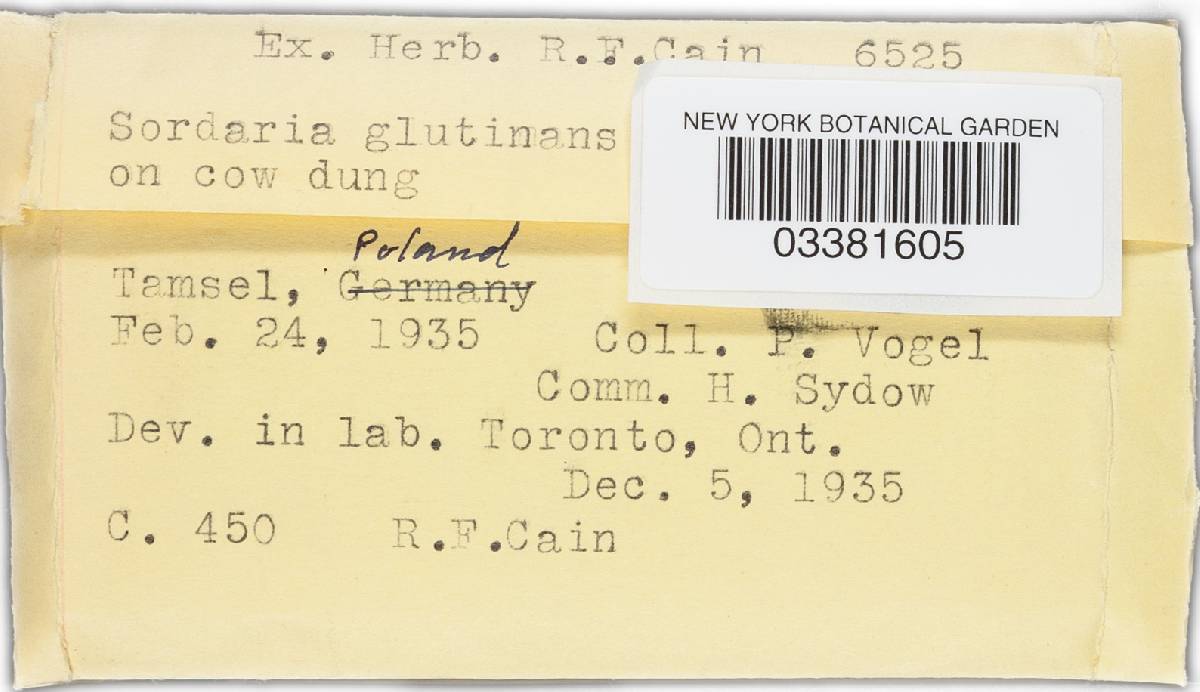 Ex. Herb. R.F.Cain 6525
NEW YORK BOTANICAL GARDEN
03381605
Sordaria glutinans
on cow dung
Poland
Tamsel, Germany
Feb. 24, 1935 Coll. P. Vogel
Comm. H. Sydow
Dev. in lab. Toronto, Ont.
Dec. 5, 1935
C. 450 R.F.Cain